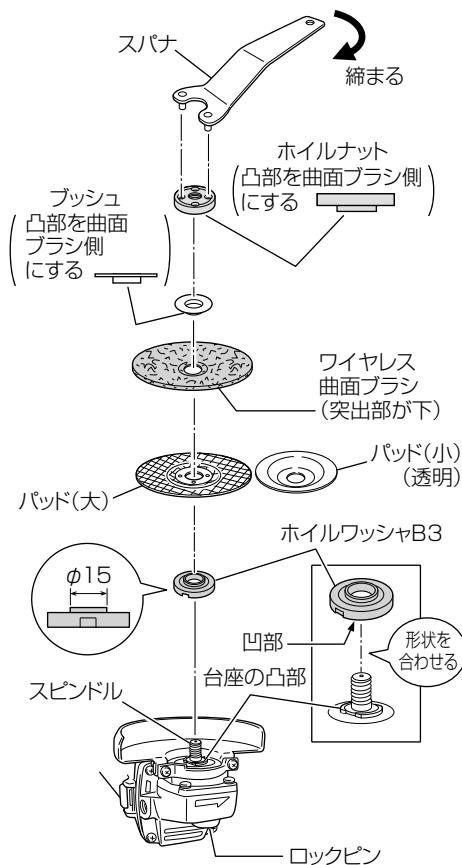 スパナ
締まる
ホイルナット
(凸部を曲面ブラシ側
にする)
ブッシュ
(凸部を曲面
ブラシ側
にする)
ワイヤレス
曲面ブラシ
(突出部が下)
パッド(小)
(透明)
パッド(大)
ホイルワッシャB3
φ15
凹部
形状を
合わせる
台座の凸部
スピンドル
ロックピン